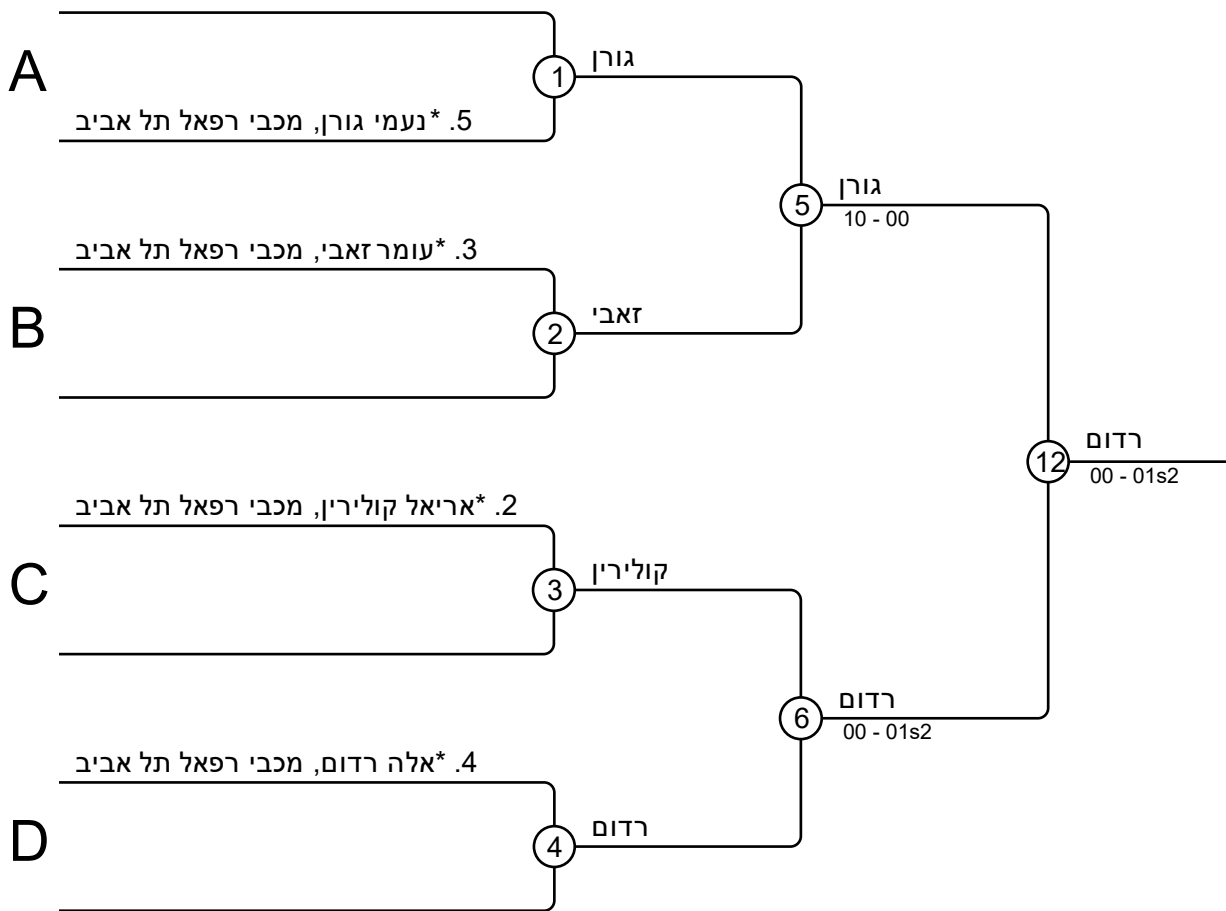 A
1
גורן
5. *נעמי גורן, מכבי רפאל תל אביב
5
גורן
10 - 00
3. *עומר זאבי, מכבי רפאל תל אביב
B
2
זאבי
12
רדום
00 - 01s2
2. *אריאל קולירין, מכבי רפאל תל אביב
C
3
קולירין
6
רדום
00 - 01s2
4. *אלה רדום, מכבי רפאל תל אביב
D
4
רדום